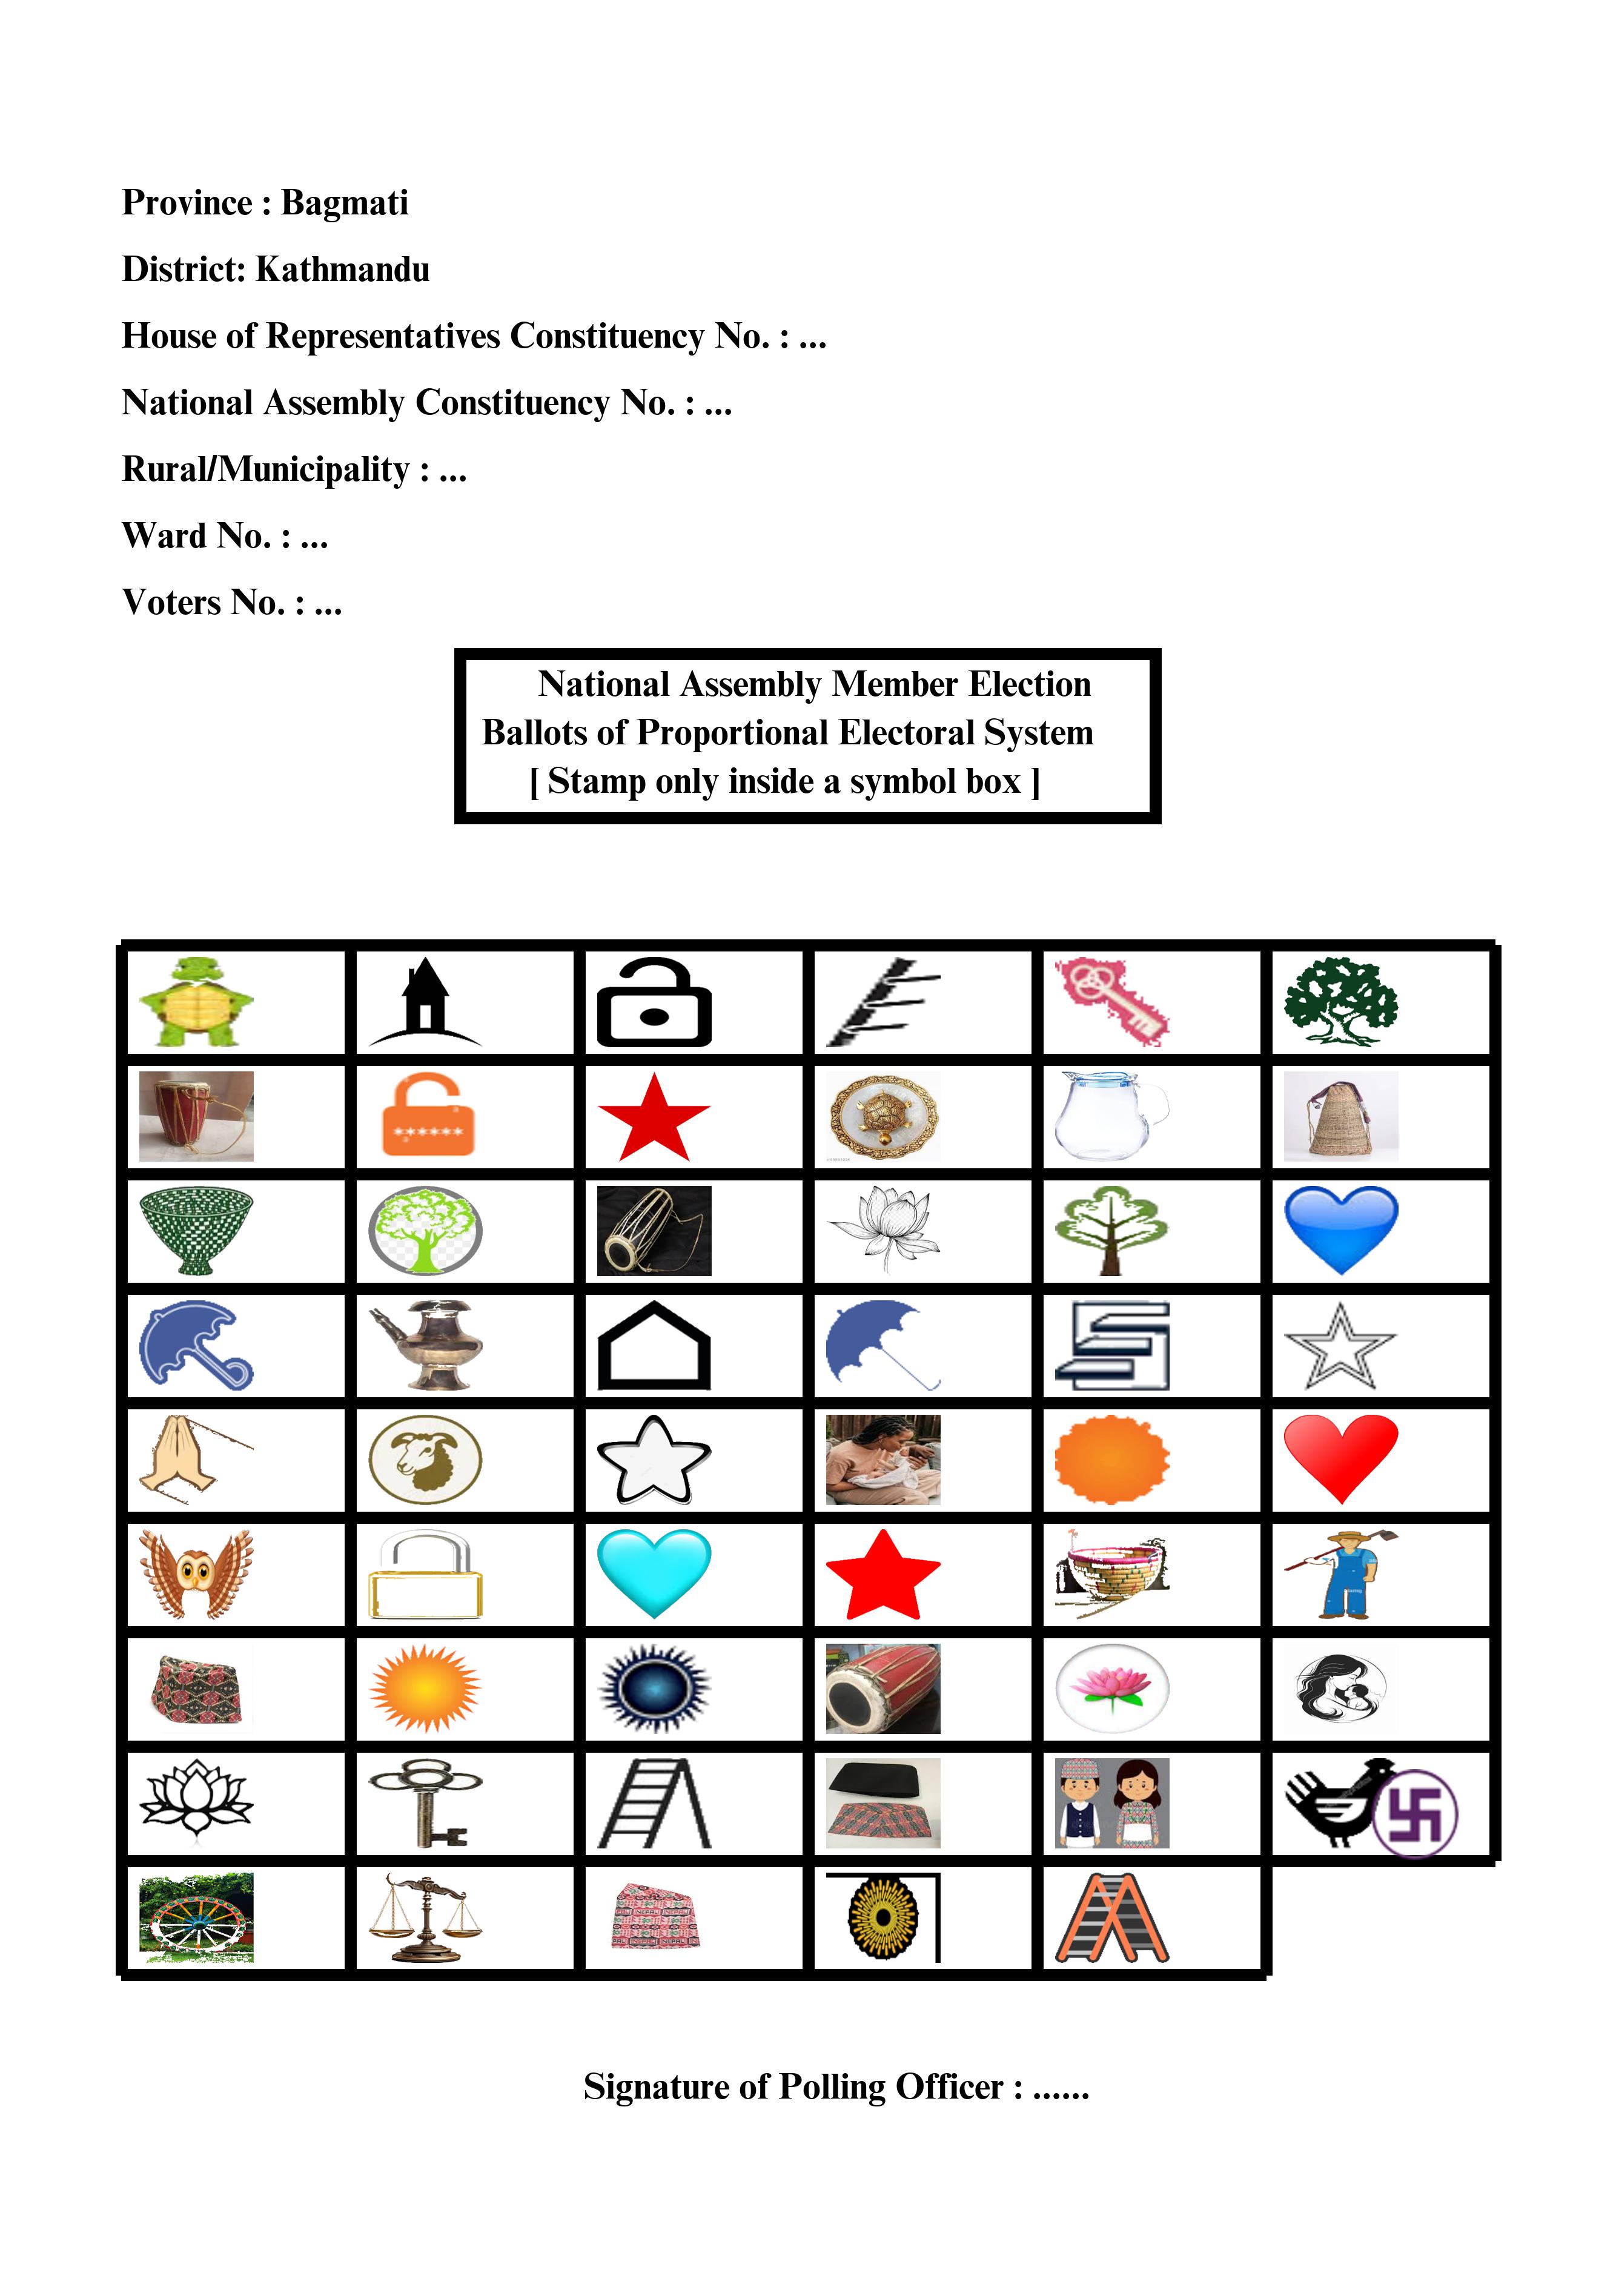 Province : Bagmati
District: Kathmandu
House of Representatives Constituency No. : ...
National Assembly Constituency No. : ...
Rural/Municipality : ...
Ward No. : ...
Voters No. : ...
National Assembly Member Election
Ballots of Proportional Electoral System
[ Stamp only inside a symbol box ]
Signature of Polling Officer : ......